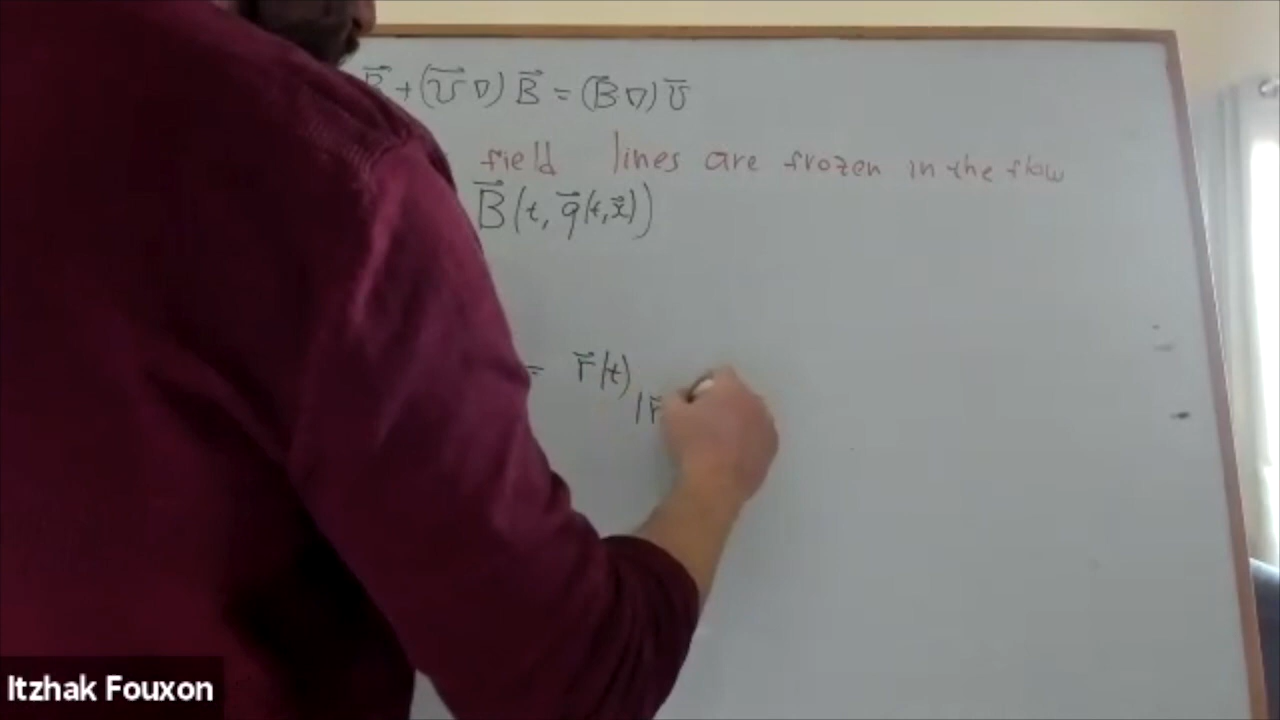 + (v⃗ ∇) B⃗ = (B⃗ ∇) v⃗
field lines are frozen in the flow
B⃗(t, q⃗(t,x⃗))
= r⃗(t)
|r⃗
Itzhak Fouxon